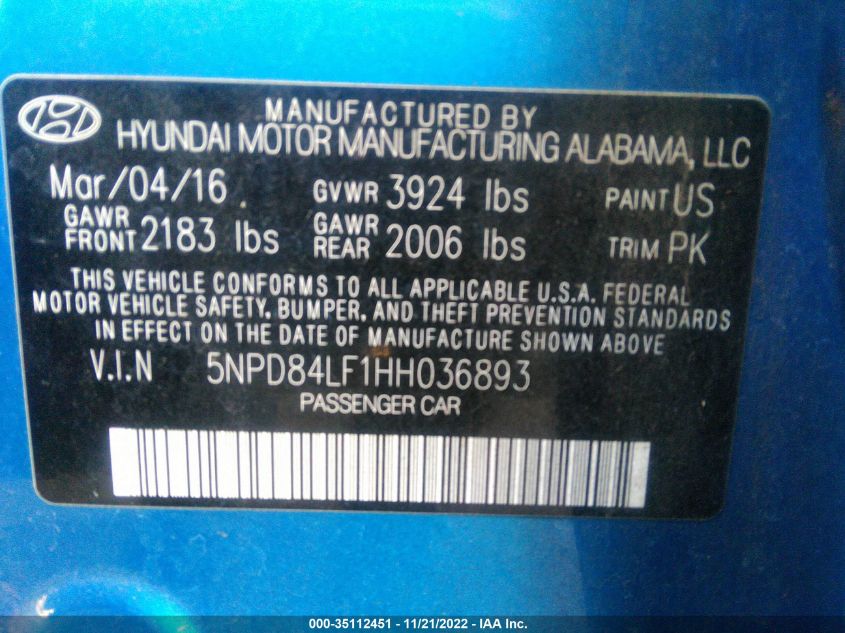 MANUFACTURED BY
HYUNDAI MOTOR MANUFACTURING ALABAMA, LLC
Mar/04/16 GVWR 3924 lbs PAINT US
GAWR FRONT 2183 lbs GAWR REAR 2006 lbs TRIM PK
THIS VEHICLE CONFORMS TO ALL APPLICABLE U.S.A. FEDERAL
MOTOR VEHICLE SAFETY, BUMPER, AND THEFT PREVENTION STANDARDS
IN EFFECT ON THE DATE OF MANUFACTURE SHOWN ABOVE
V.I.N 5NPD84LF1HH036893
PASSENGER CAR
000-35112451 - 11/21/2022 - IAA Inc.